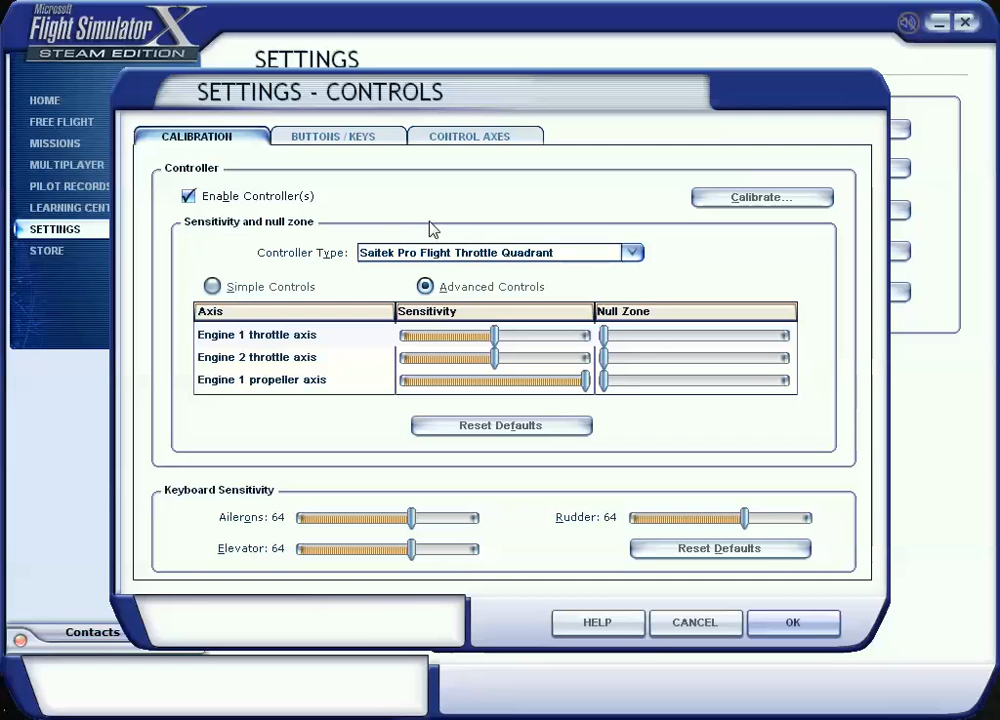 Microsoft
Flight Simulator X
STEAM EDITION
SETTINGS
SETTINGS - CONTROLS
HOME
FREE FLIGHT
MISSIONS
MULTIPLAYER
PILOT RECORDS
LEARNING CENT
SETTINGS
STORE
CALIBRATION
BUTTONS / KEYS
CONTROL AXES
Controller
Enable Controller(s)
Calibrate...
Sensitivity and null zone
Controller Type: Saitek Pro Flight Throttle Quadrant
Simple Controls
Advanced Controls
Axis Sensitivity Null Zone
Engine 1 throttle axis
Engine 2 throttle axis
Engine 1 propeller axis
Reset Defaults
Keyboard Sensitivity
Ailerons: 64
Rudder: 64
Elevator: 64
Reset Defaults
Contacts
HELP
CANCEL
OK